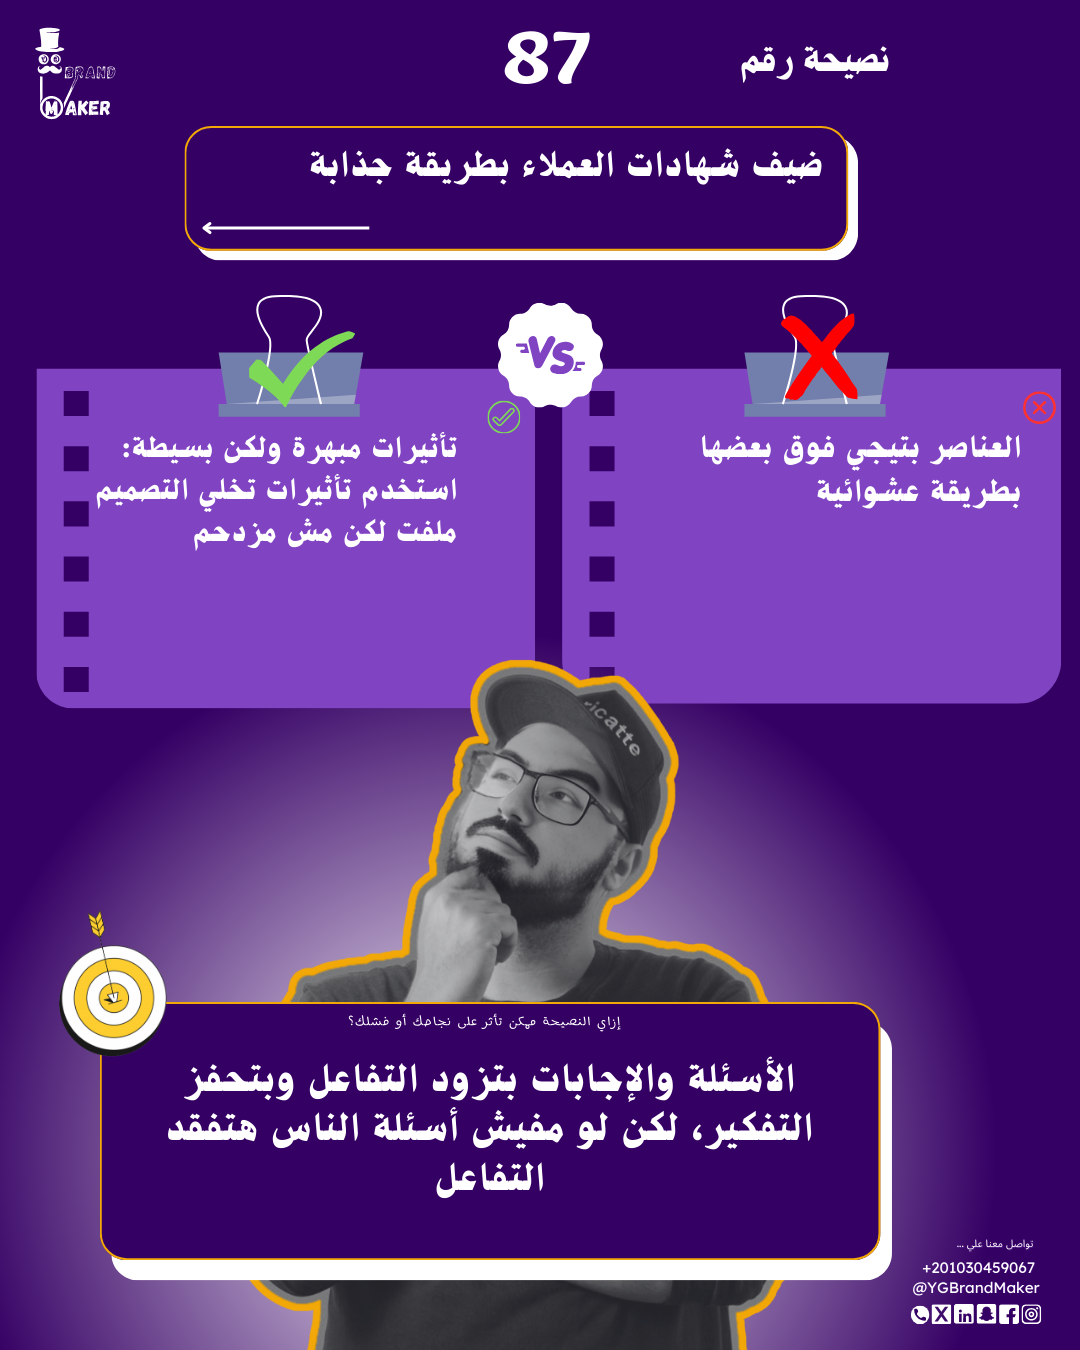 BRAND
MAKER
نصيحة رقم 87
ضيف شهادات العملاء بطريقة جذابة
VS
العناصر بتيجي فوق بعضها
بطريقة عشوائية
تأثيرات مبهرة ولكن بسيطة:
استخدم تأثيرات تخلي التصميم
ملفت لكن مش مزدحم
إزاي النصيحة ممكن تأثر على نجاحك أو فشلك؟
الأسئلة والإجابات بتزود التفاعل وبتحفز
التفكير، لكن لو مفيش أسئلة الناس هتفقد
التفاعل
تواصل معنا علي ...
+201030459067
@YGBrandMaker